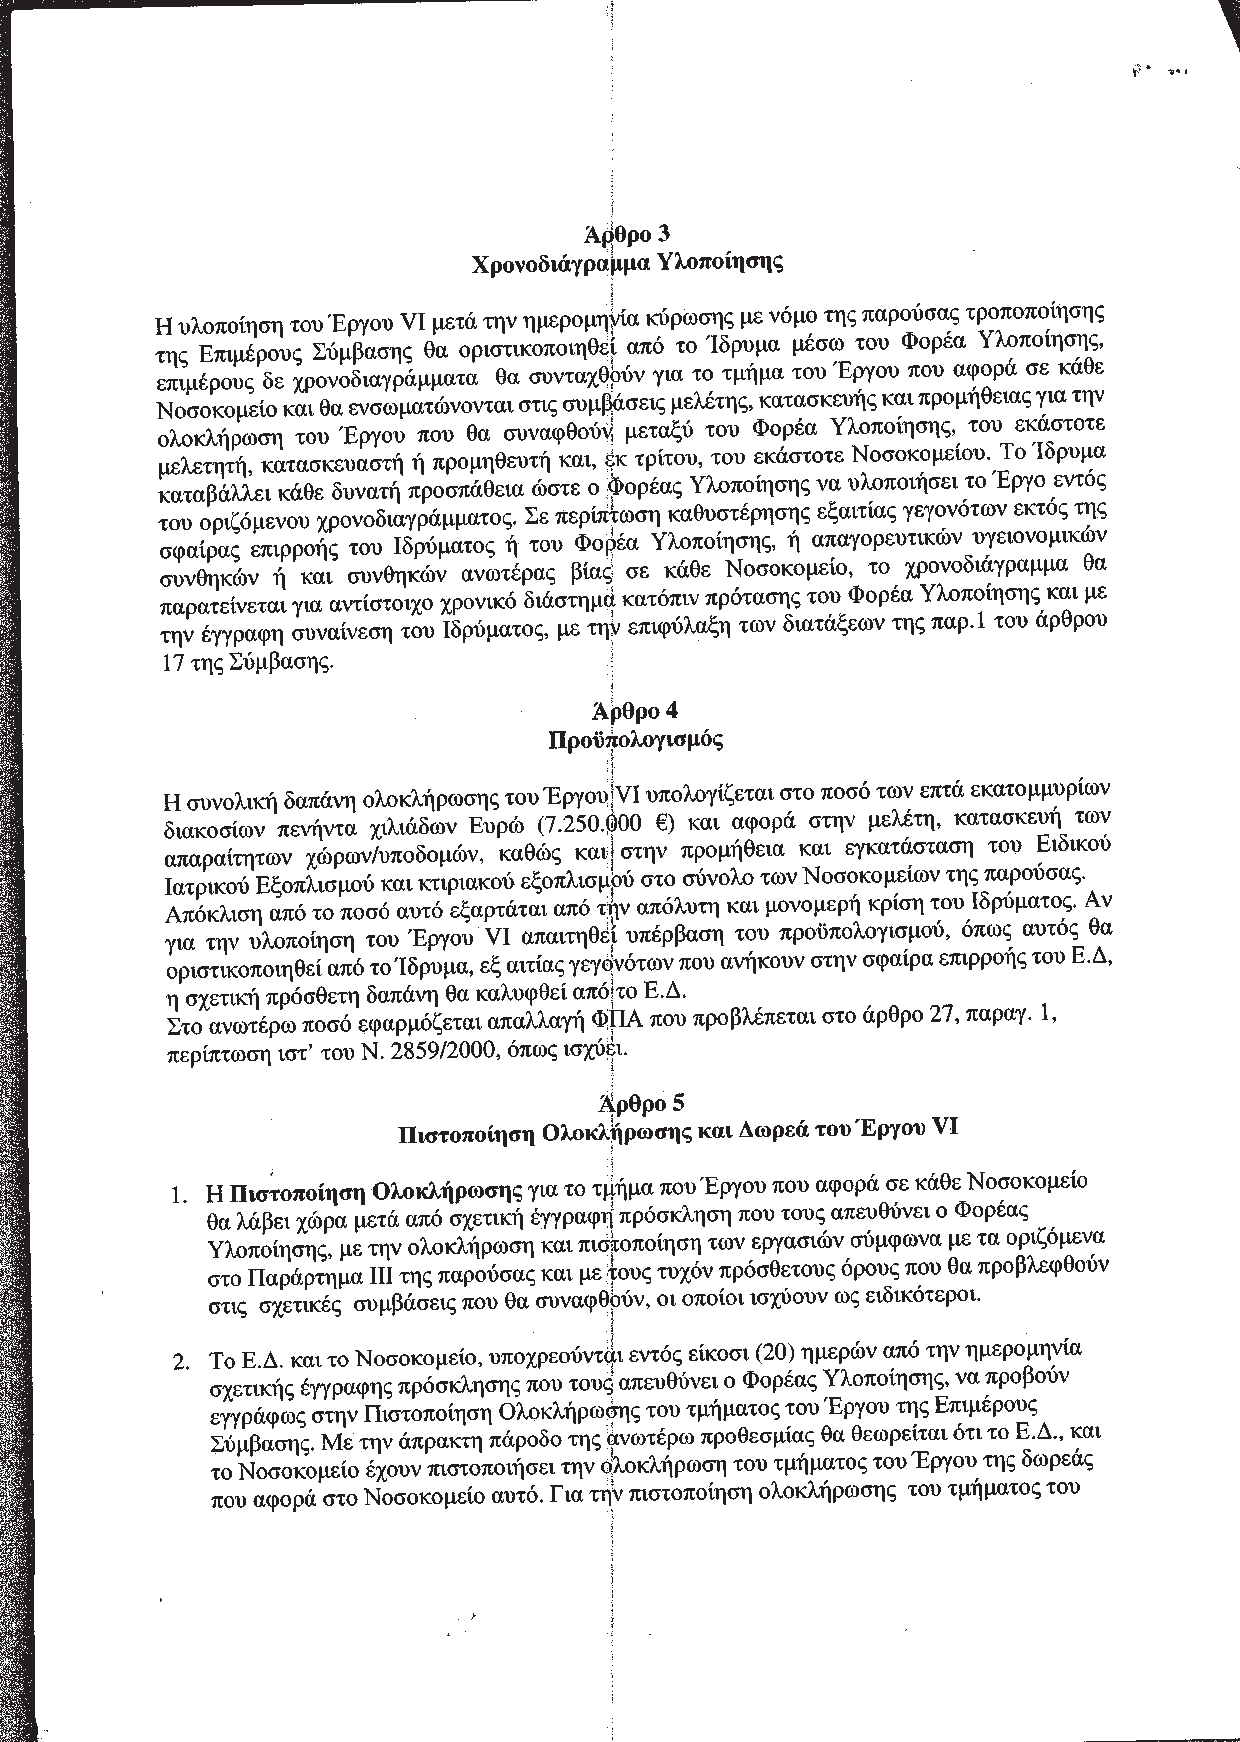 Άρθρο 3
Χρονοδιάγραμμα Υλοποίησης
Η υλοποίηση του Έργου VI μετά την ημερομηνία κύρωσης με νόμο της παρούσας τροποποίησης
της Επιμέρους Σύμβασης θα οριστικοποιηθεί από το Ίδρυμα μέσω του Φορέα Υλοποίησης,
επιμέρους δε χρονοδιαγράμματα θα συνταχθούν για το τμήμα του Έργου που αφορά σε κάθε
Νοσοκομείο και θα ενσωματώνονται στις συμβάσεις μελέτης, κατασκευής και προμήθειας για την
ολοκλήρωση του Έργου που θα συναφθούν μεταξύ του Φορέα Υλοποίησης, του εκάστοτε
μελετητή, κατασκευαστή ή προμηθευτή και, εκ τρίτου, του εκάστοτε Νοσοκομείου. Το Ίδρυμα
καταβάλλει κάθε δυνατή προσπάθεια ώστε ο Φορέας Υλοποίησης να υλοποιήσει το Έργο εντός
του οριζόμενου χρονοδιαγράμματος. Σε περίπτωση καθυστέρησης εξαιτίας γεγονότων εκτός της
σφαίρας επιρροής του Ιδρύματος ή του Φορέα Υλοποίησης, ή απαγορευτικών υγειονομικών
συνθηκών ή και συνθηκών ανωτέρας βίας σε κάθε Νοσοκομείο, το χρονοδιάγραμμα θα
παρατείνεται για αντίστοιχο χρονικό διάστημα κατόπιν πρότασης του Φορέα Υλοποίησης και με
την έγγραφη συναίνεση του Ιδρύματος, με την επιφύλαξη των διατάξεων της παρ.1 του άρθρου
17 της Σύμβασης.
Άρθρο 4
Προϋπολογισμός
Η συνολική δαπάνη ολοκλήρωσης του Έργου VI υπολογίζεται στο ποσό των επτά εκατομμυρίων
διακοσίων πενήντα χιλιάδων Ευρώ (7.250.000 €) και αφορά στην μελέτη, κατασκευή των
απαραίτητων χώρων/υποδομών, καθώς και στην προμήθεια και εγκατάσταση του Ειδικού
Ιατρικού Εξοπλισμού και κτιριακού εξοπλισμού στο σύνολο των Νοσοκομείων της παρούσας.
Απόκλιση από το ποσό αυτό εξαρτάται από την απόλυτη και μονομερή κρίση του Ιδρύματος. Αν
για την υλοποίηση του Έργου VI απαιτηθεί υπέρβαση του προϋπολογισμού, όπως αυτός θα
οριστικοποιηθεί από το Ίδρυμα, εξ αιτίας γεγονότων που ανήκουν στην σφαίρα επιρροής του Ε.Δ,
η σχετική πρόσθετη δαπάνη θα καλυφθεί από το Ε.Δ.
Στο ανωτέρω ποσό εφαρμόζεται απαλλαγή ΦΠΑ που προβλέπεται στο άρθρο 27, παραγ. 1,
περίπτωση ιστ’ του Ν. 2859/2000, όπως ισχύει.
Άρθρο 5
Πιστοποίηση Ολοκλήρωσης και Δωρεά του Έργου VI
1. Η Πιστοποίηση Ολοκλήρωσης για το τμήμα που Έργου που αφορά σε κάθε Νοσοκομείο
θα λάβει χώρα μετά από σχετική έγγραφη πρόσκληση που τους απευθύνει ο Φορέας
Υλοποίησης, με την ολοκλήρωση και πιστοποίηση των εργασιών σύμφωνα με τα οριζόμενα
στο Παράρτημα ΙΙΙ της παρούσας και με τους τυχόν πρόσθετους όρους που θα προβλεφθούν
στις σχετικές συμβάσεις που θα συναφθούν, οι οποίοι ισχύουν ως ειδικότεροι.
2. Το Ε.Δ. και το Νοσοκομείο, υποχρεούνται εντός είκοσι (20) ημερών από την ημερομηνία
σχετικής έγγραφης πρόσκλησης που τους απευθύνει ο Φορέας Υλοποίησης, να προβούν
εγγράφως στην Πιστοποίηση Ολοκλήρωσης του τμήματος του Έργου της Επιμέρους
Σύμβασης. Με την άπρακτη πάροδο της ανωτέρω προθεσμίας θα θεωρείται ότι το Ε.Δ., και
το Νοσοκομείο έχουν πιστοποιήσει την ολοκλήρωση του τμήματος του Έργου της δωρεάς
που αφορά στο Νοσοκομείο αυτό. Για την πιστοποίηση ολοκλήρωσης του τμήματος του